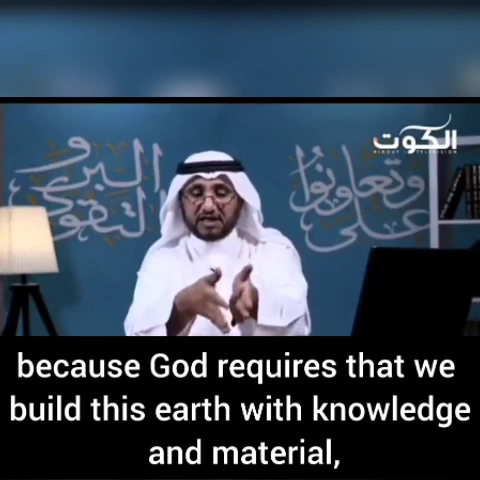 الكوت
وتعاونوا
على
البر و
التقوى
because God requires that we
build this earth with knowledge
and material,